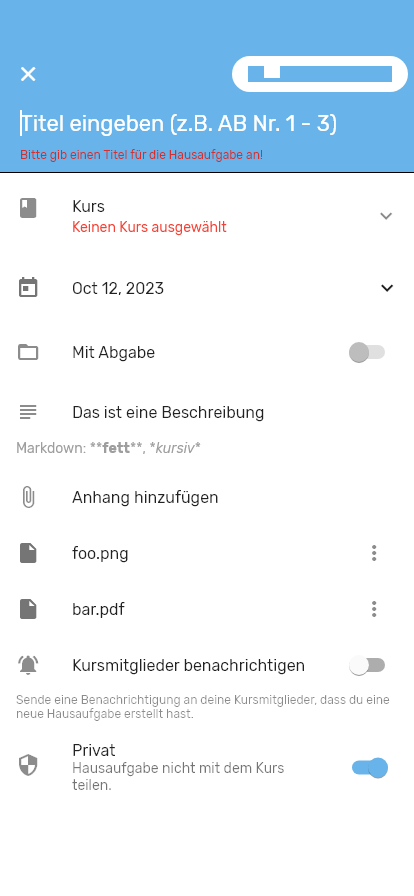 Titel eingeben (z.B. AB Nr. 1 - 3)
Bitte gib einen Titel für die Hausaufgabe an!
Kurs
Keinen Kurs ausgewählt
Oct 12, 2023
Mit Abgabe
Das ist eine Beschreibung
Markdown: **fett**, *kursiv*
Anhang hinzufügen
foo.png
bar.pdf
Kursmitglieder benachrichtigen
Sende eine Benachrichtigung an deine Kursmitglieder, dass du eine
neue Hausaufgabe erstellt hast.
Privat
Hausaufgabe nicht mit dem Kurs
teilen.